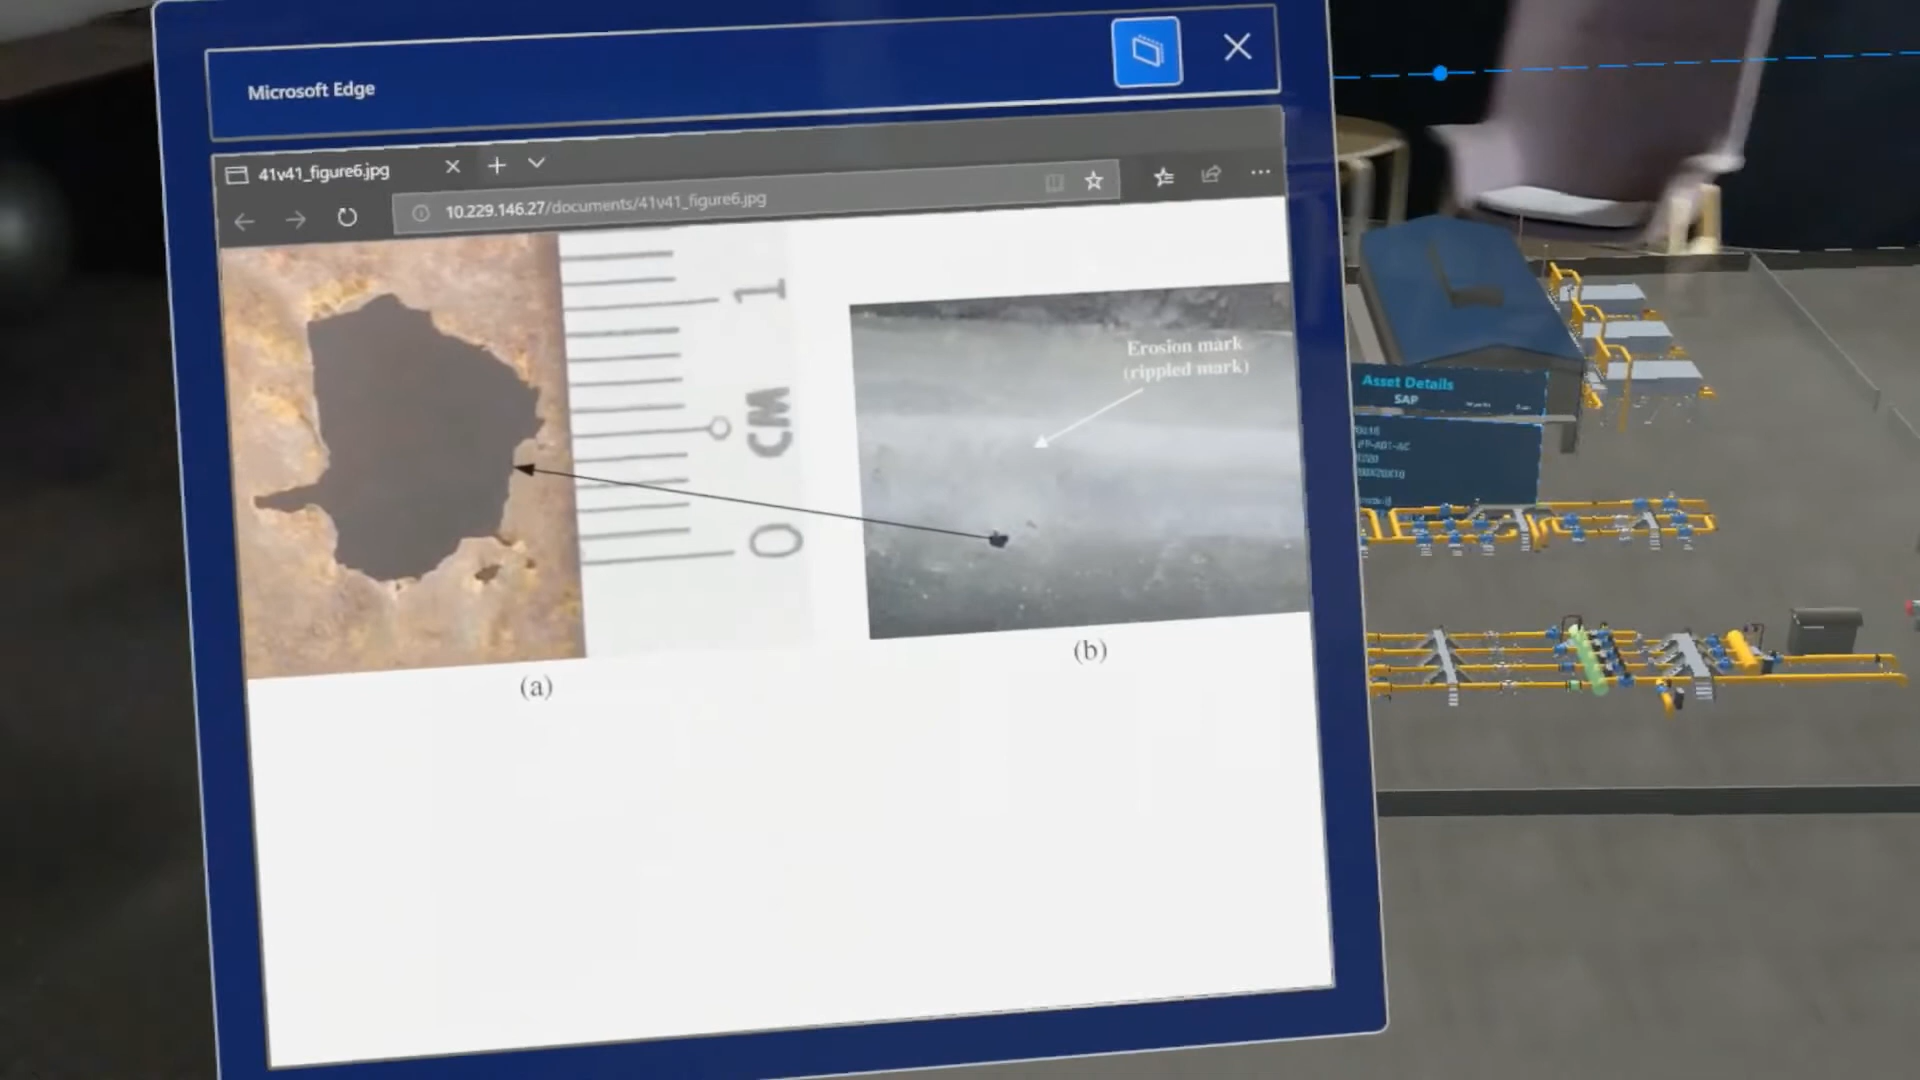 Microsoft Edge
41v41_figure6.jpg
10.229.146.27/documents/41v41_figure6.jpg
1
CM
0
Erosion mark
(rippled mark)
(a)
(b)
Asset Details
SAP